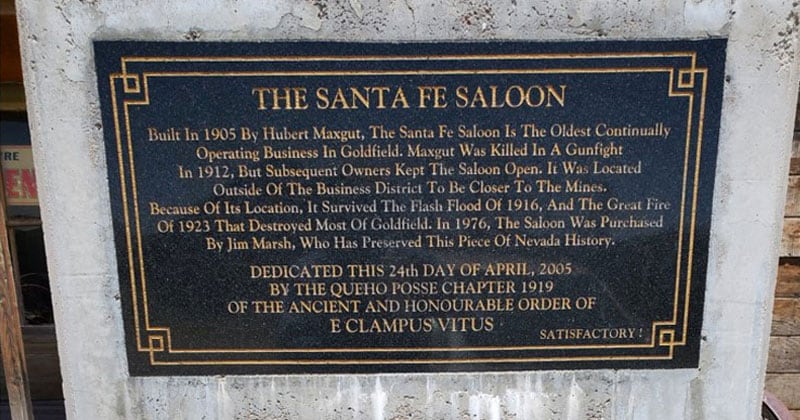 THE SANTA FE SALOON
Built In 1905 By Hubert Maxgut, The Santa Fe Saloon Is The Oldest Continually
Operating Business In Goldfield. Maxgut Was Killed In A Gunfight
In 1912, But Subsequent Owners Kept The Saloon Open. It Was Located
Outside Of The Business District To Be Closer To The Mines.
Because Of Its Location, It Survived The Flash Flood Of 1916, And The Great Fire
Of 1923 That Destroyed Most Of Goldfield. In 1976, The Saloon Was Purchased
By Jim Marsh, Who Has Preserved This Piece Of Nevada History.
DEDICATED THIS 24th DAY OF APRIL, 2005
BY THE QUEHO POSSE CHAPTER 1919
OF THE ANCIENT AND HONOURABLE ORDER OF
E CLAMPUS VITUS
SATISFACTORY!